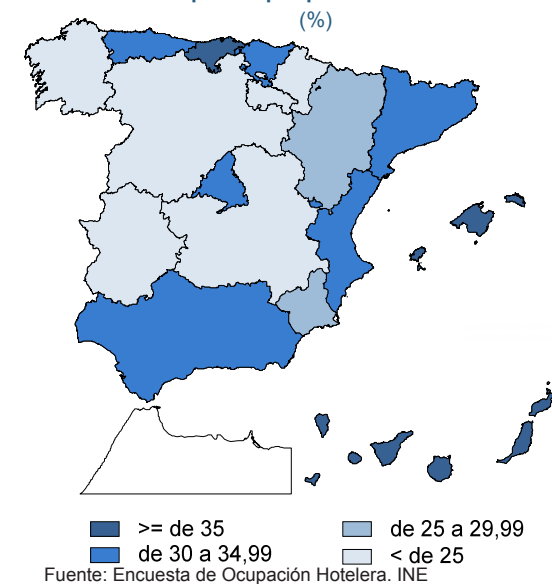 (%)
>= de 35
de 25 a 29,99
de 30 a 34,99
< de 25
Fuente: Encuesta de Ocupación Hotelera. INE